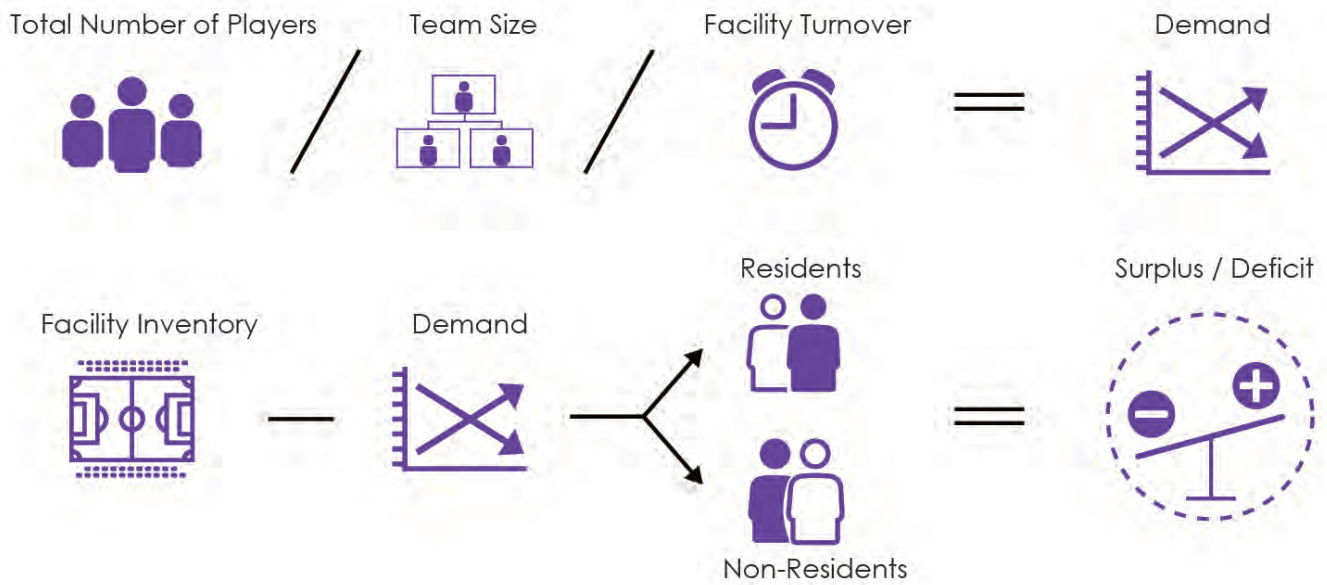 Total Number of Players
Team Size
Facility Turnover
Demand
Facility Inventory
Demand
Residents
Non-Residents
Surplus / Deficit